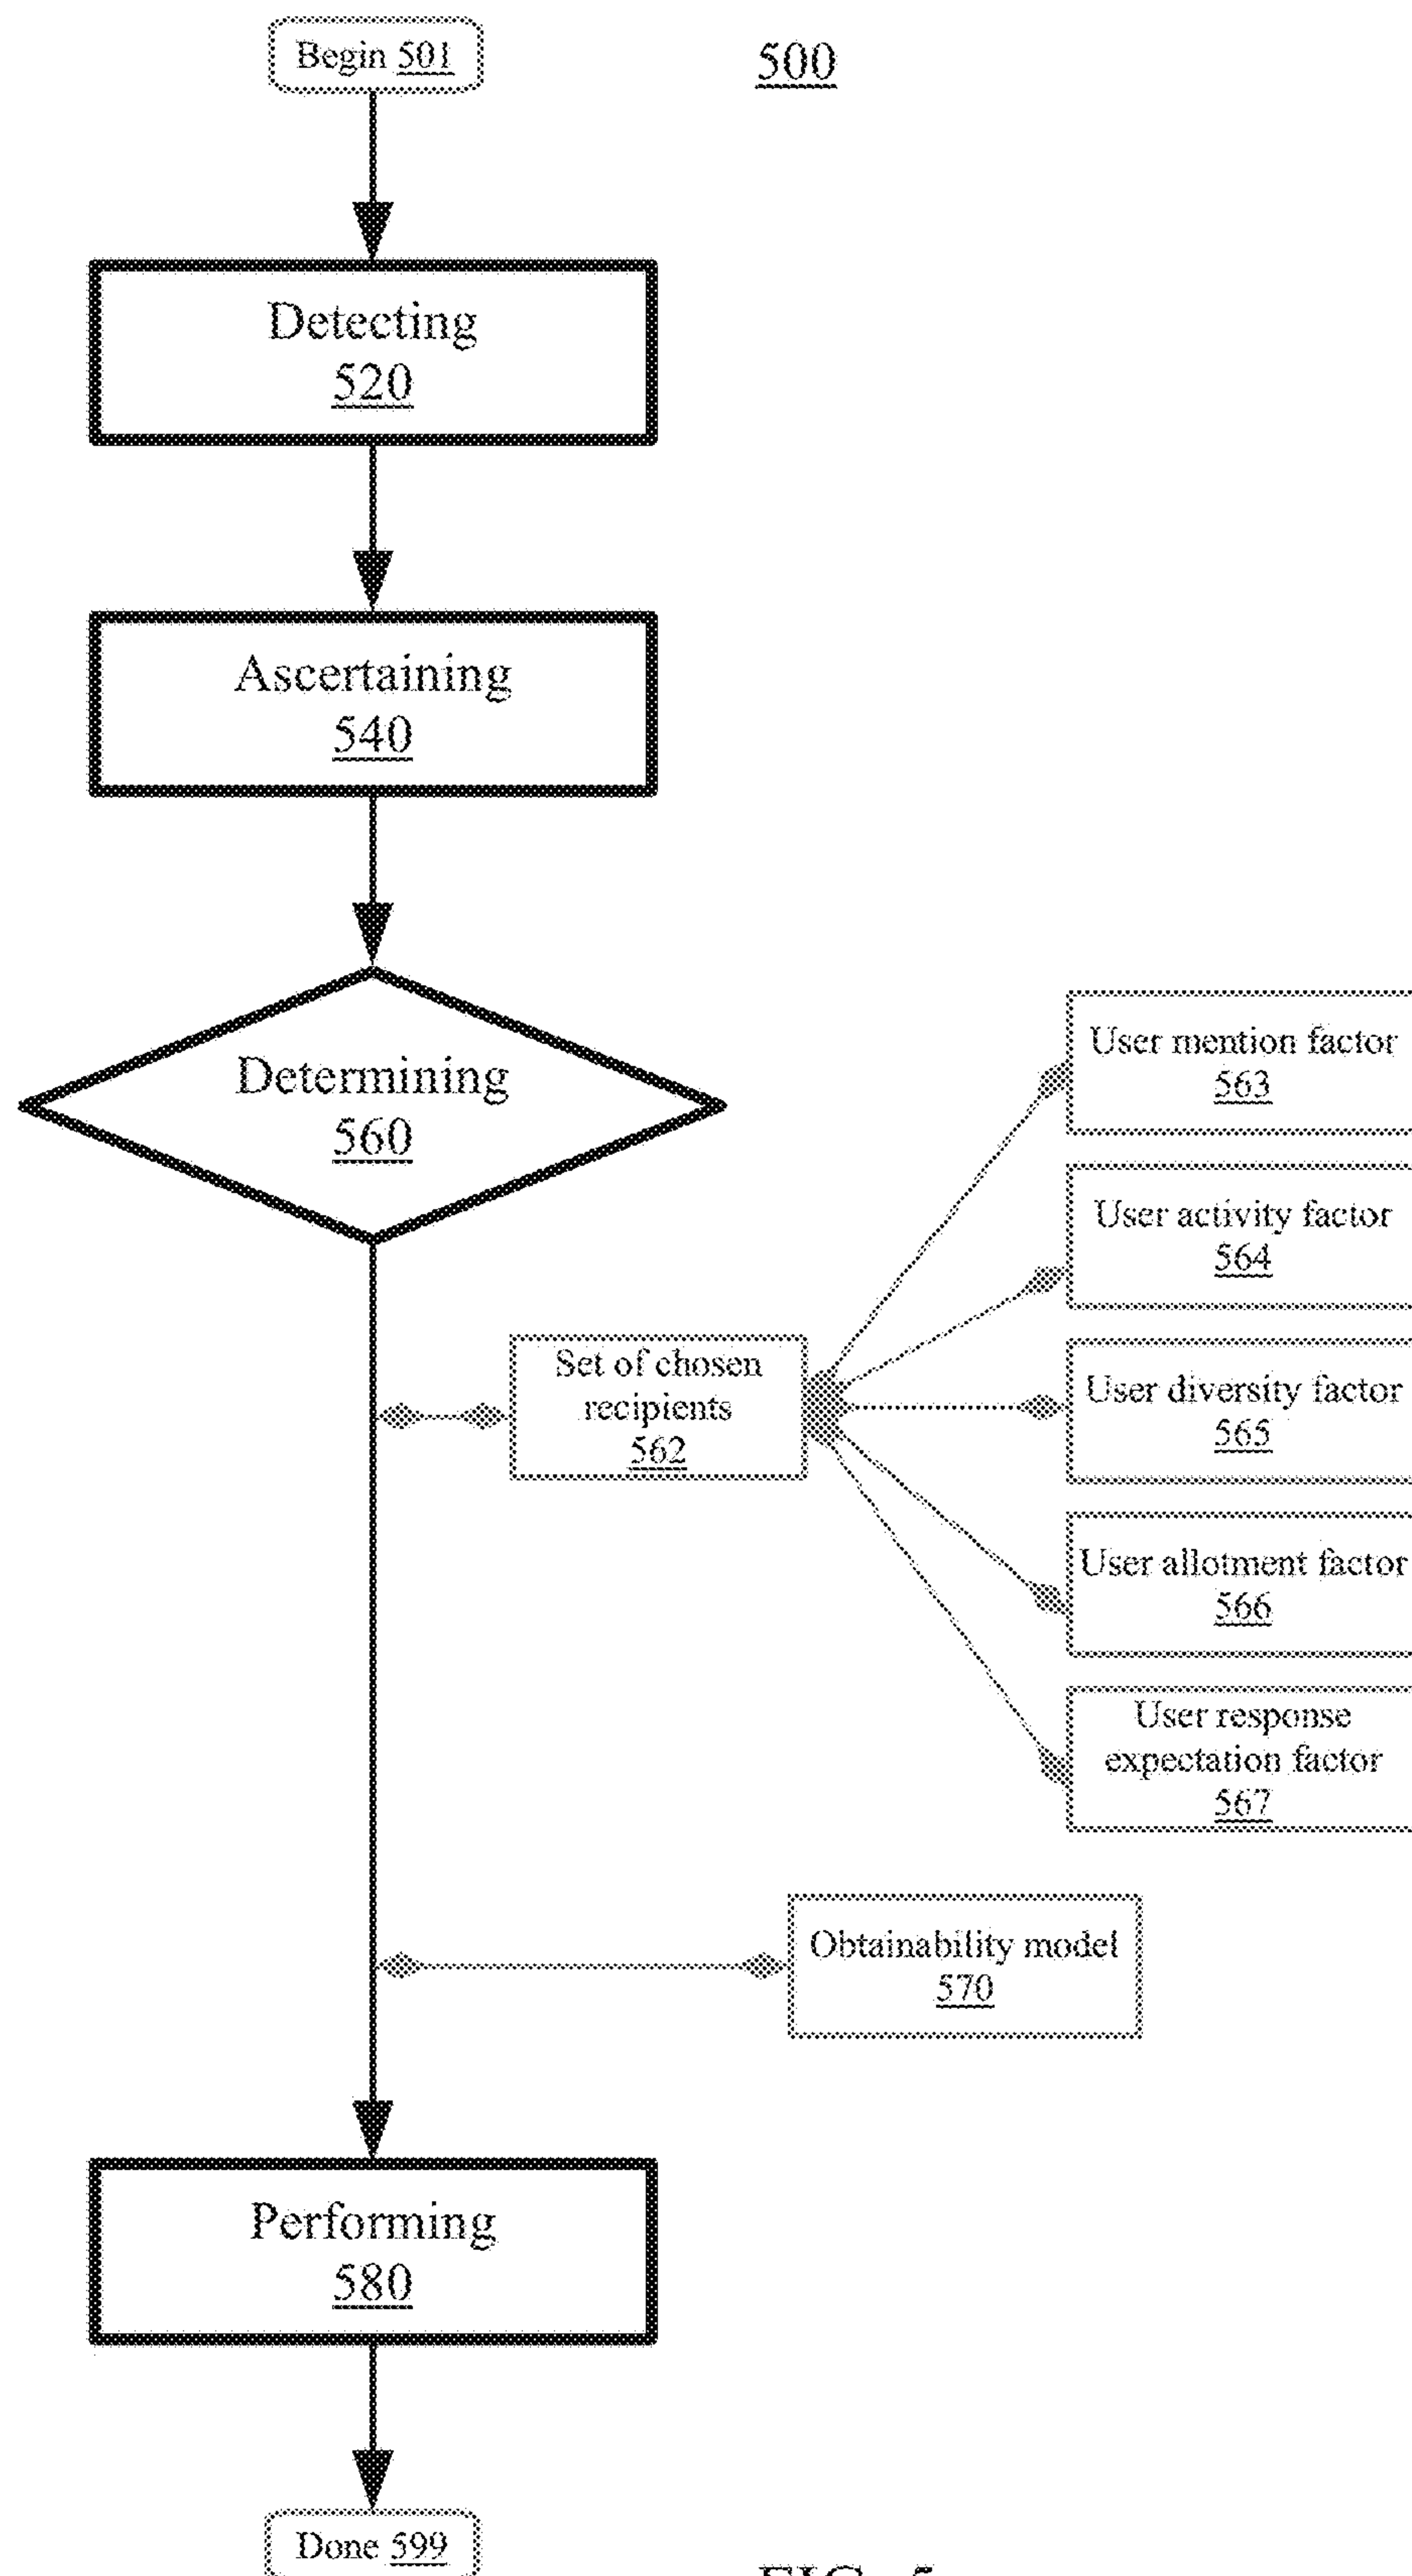 Begin 501
500
Detecting
520
Ascertaining
540
Determining
560
User mention factor
563
User activity factor
564
Set of chosen
recipients
562
User diversity factor
565
User allotment factor
566
User response
expectation factor
567
Obtainability model
570
Performing
580
Done 599
FIG. 5